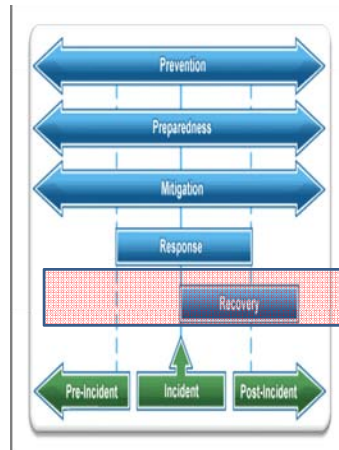 Prevention
Preparedness
Mitigation
Response
Recovery
Pre-Incident Incident Post-Incident